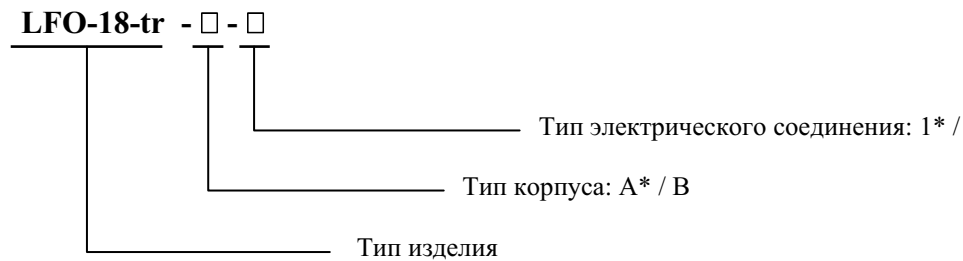 LFO-18-tr - □ - □
Тип электрического соединения: 1* /
Тип корпуса: A* / B
Тип изделия